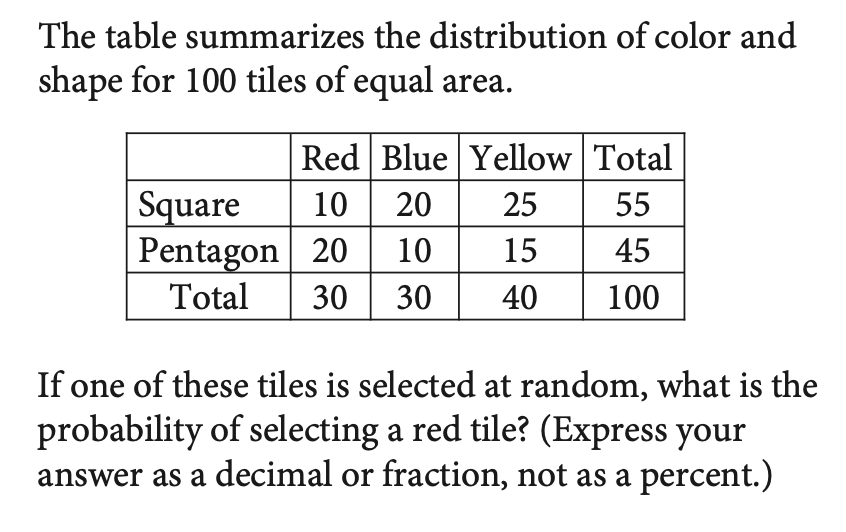 The table summarizes the distribution of color and
shape for 100 tiles of equal area.
Red Blue Yellow Total
Square 10 20 25 55
Pentagon 20 10 15 45
Total 30 30 40 100
If one of these tiles is selected at random, what is the
probability of selecting a red tile? (Express your
answer as a decimal or fraction, not as a percent.)